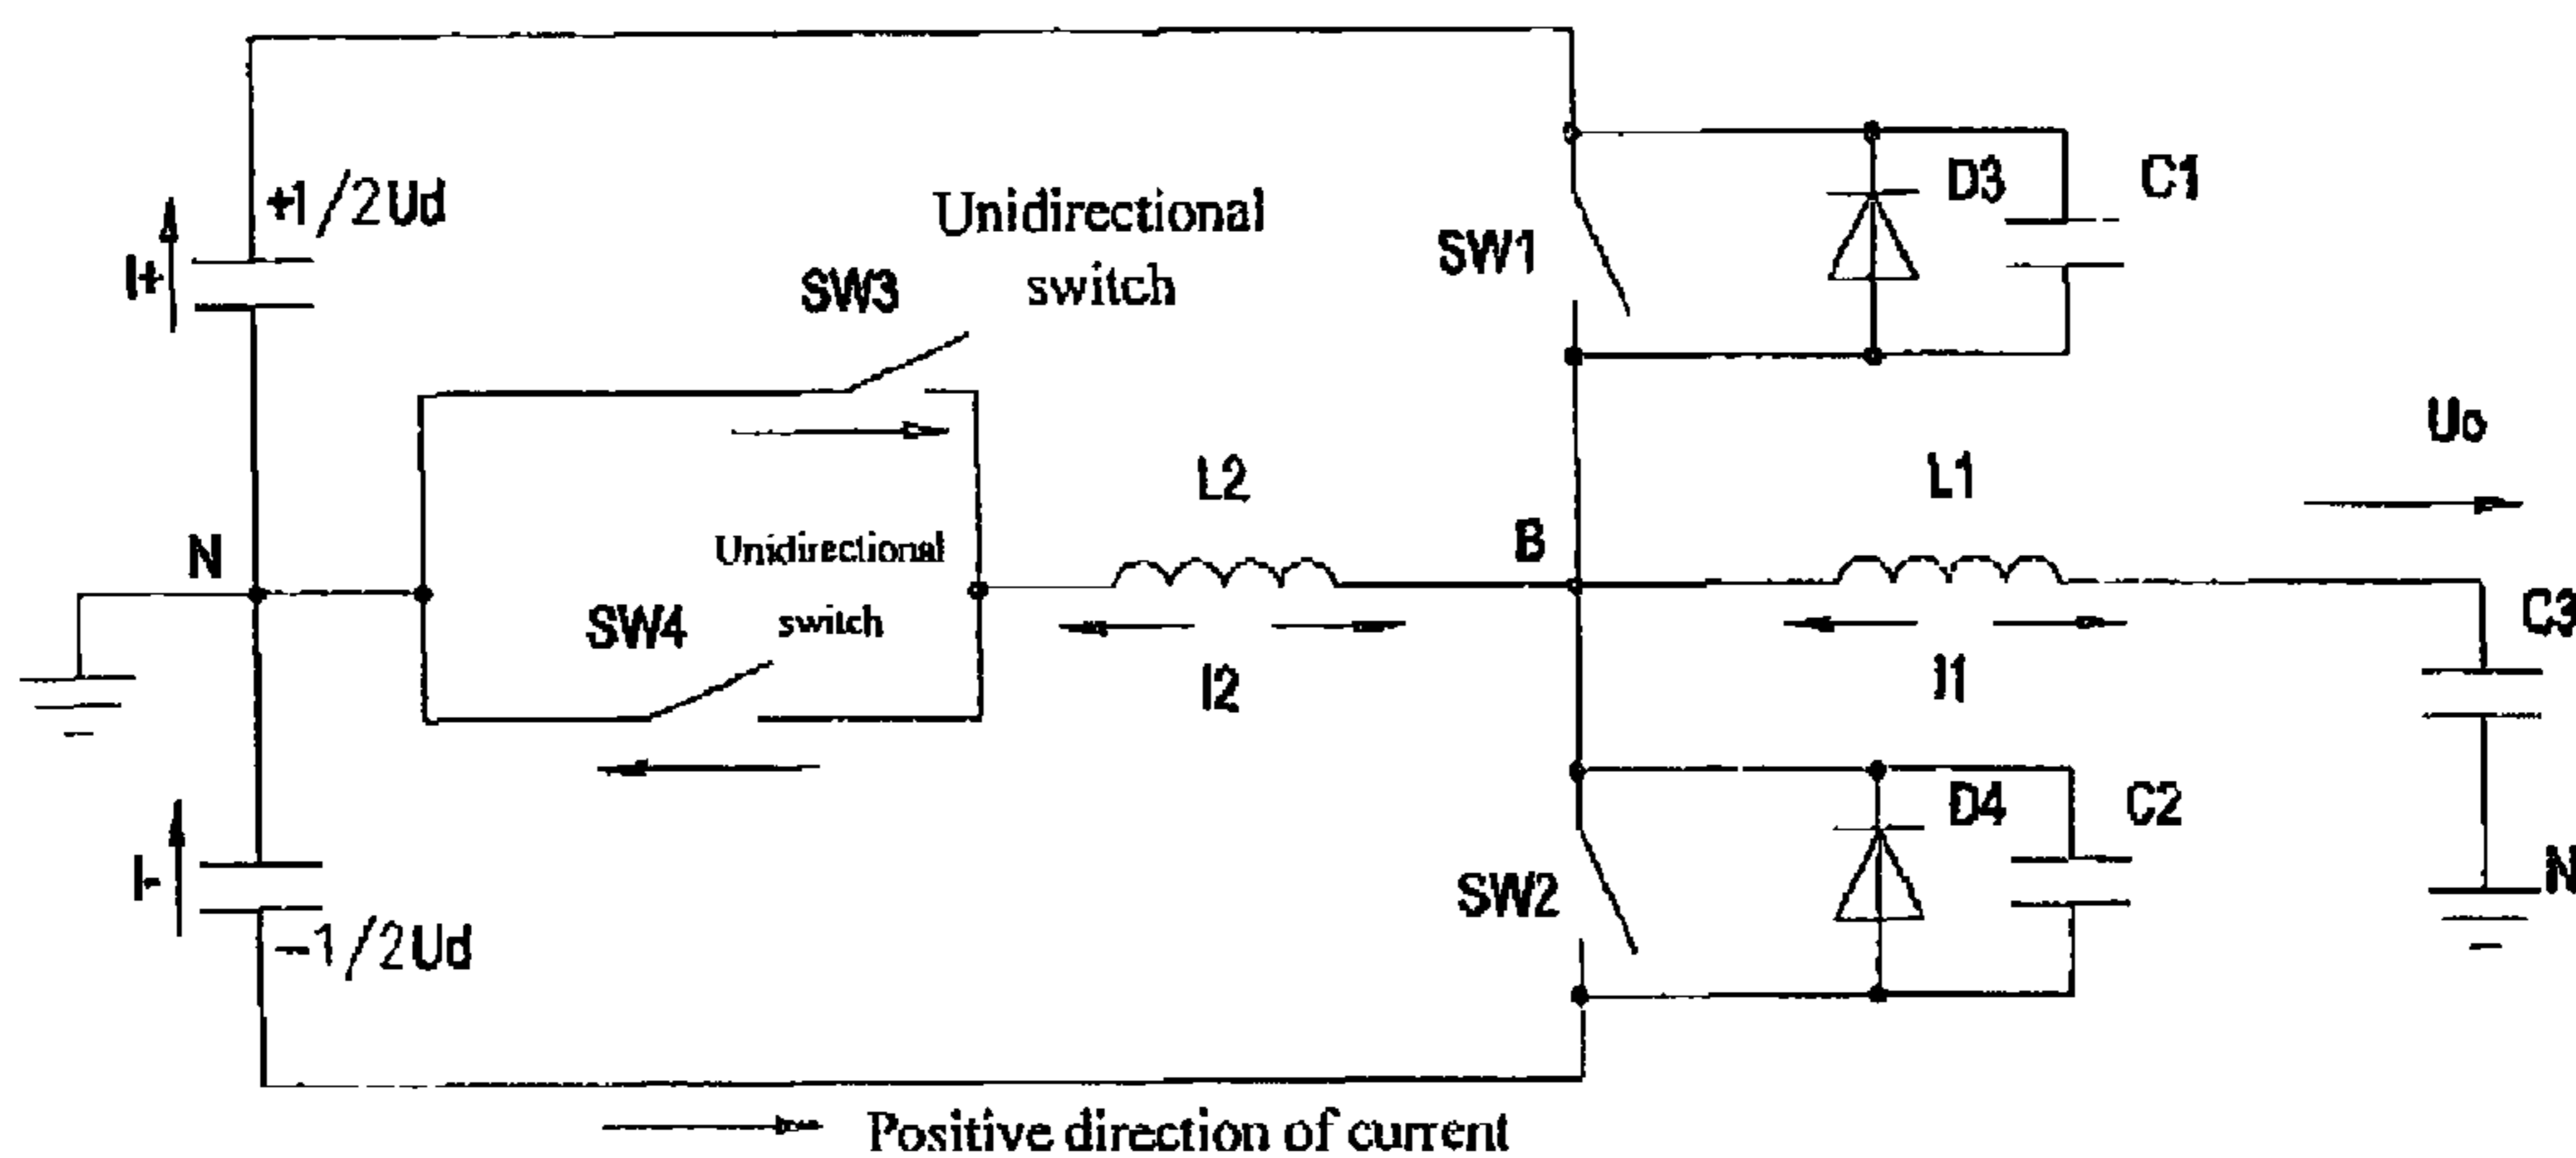 +1/2Ud
I+
Unidirectional
switch
SW3
SW1
D3
C1
Uo
L2
L1
B
N
Unidirectional
switch
SW4
I2
I1
C3
SW2
D4
C2
I-
N
-1/2Ud
Positive direction of current